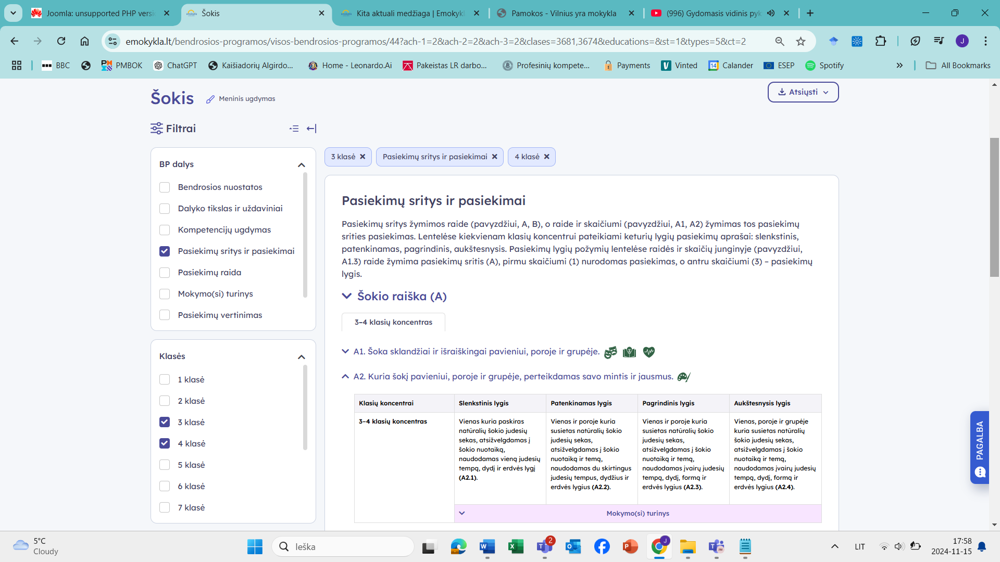 Joomla: unsupported PHP versi
Šokis
Kita aktuali medžiaga | Emokykl
Pamokos - Vilnius yra mokykla
(996) Gydomasis vidinis pyk
emokykla.lt/bendrosios-programos/visos-bendrosios-programos/44?ach-1=2&ach-2=2&ach-3=2&clases=3681,3674&educations=&st=1&types=5&ct=2
J
BBC
PMBOK
ChatGPT
Kaišiadorių Algirdo...
Home - Leonardo.Ai
Pakeistas LR darbo...
Profesinių kompete...
Payments
Vinted
Calander
ESEP
Spotify
All Bookmarks
Šokis
Meninis ugdymas
Atsiųsti
Filtrai
3 klasė
Pasiekimų sritys ir pasiekimai
4 klasė
BP dalys
Bendrosios nuostatos
Dalyko tikslas ir uždaviniai
Kompetencijų ugdymas
Pasiekimų sritys ir pasiekimai
Pasiekimų raida
Mokymo(si) turinys
Pasiekimų vertinimas
Klasės
1 klasė
2 klasė
3 klasė
4 klasė
5 klasė
6 klasė
7 klasė
Pasiekimų sritys ir pasiekimai
Pasiekimų sritys žymimos raide (pavyzdžiui, A, B), o raide ir skaičiumi (pavyzdžiui, A1, A2) žymimas tos pasiekimų
srities pasiekimas. Lentelėse kiekvienam klasių koncentrui pateikiami keturių lygių pasiekimų aprašai: slenkstinis,
patenkinamas, pagrindinis, aukštesnysis. Pasiekimų lygių požymių lentelėse raidės ir skaičių junginyje (pavyzdžiui,
A1.3) raide žymima pasiekimų sritis (A), pirmu skaičiumi (1) nurodomas pasiekimas, o antru skaičiumi (3) – pasiekimų
lygis.
Šokio raiška (A)
3–4 klasių koncentras
A1. Šoka sklandžiai ir išraiškingai pavieniui, poroje ir grupėje.
A2. Kuria šokį pavieniui, poroje ir grupėje, perteikdamas savo mintis ir jausmus.
Klasių koncentrai
Slenkstinis lygis
Patenkinamas lygis
Pagrindinis lygis
Aukštesnysis lygis
3–4 klasių koncentras
Vienas kuria paskiras
natūralių šokio judesių
sekas, atsižvelgdamas į
šokio nuotaiką,
naudodamas vieną judesių
tempą, dydį ir erdvės lygį
(A2.1).
Vienas ir poroje kuria
susietas natūralių šokio
judesių sekas,
atsižvelgdamas į šokio
nuotaiką ir temą,
naudodamas du skirtingus
judesių tempus, dydžius ir
erdvės lygius (A2.2).
Vienas ir poroje kuria
susietas natūralių šokio
judesių sekas,
atsižvelgdamas į šokio
nuotaiką ir temą,
naudodamas įvairų judesių
tempą, dydį, formą ir
erdvės lygius (A2.3).
Vienas, poroje ir grupėje
kuria susietas natūralių
šokio judesių sekas,
atsižvelgdamas į šokio
nuotaiką ir temą,
naudodamas įvairų judesių
tempą, dydį, formą ir
erdvės lygius (A2.4).
Mokymo(si) turinys
PAGALBA
5°C
Cloudy
Ieška
2
LIT
17:58
2024-11-15